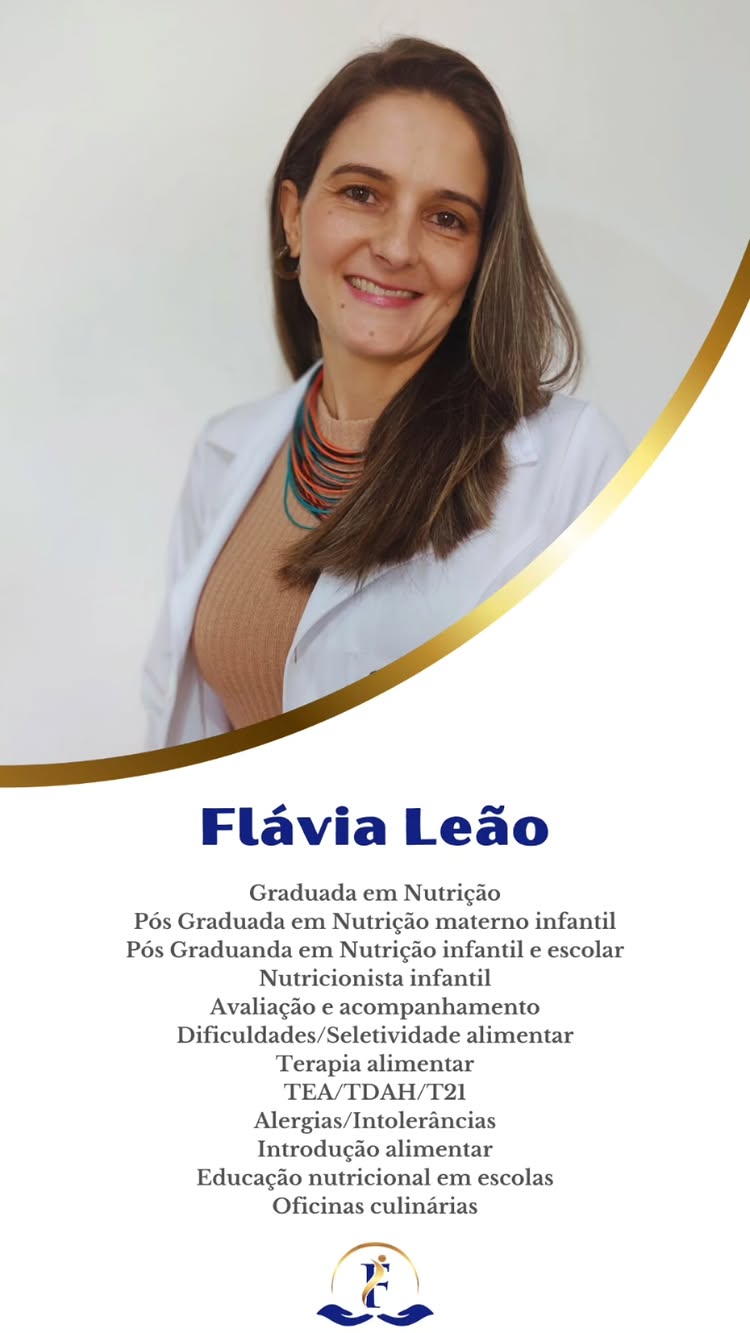 Flávia Leão
Graduada em Nutrição
Pós Graduada em Nutrição materno infantil
Pós Graduanda em Nutrição infantil e escolar
Nutricionista infantil
Avaliação e acompanhamento
Dificuldades/Seletividade alimentar
Terapia alimentar
TEA/TDAH/T21
Alergias/Intolerâncias
Introdução alimentar
Educação nutricional em escolas
Oficinas culinárias
F